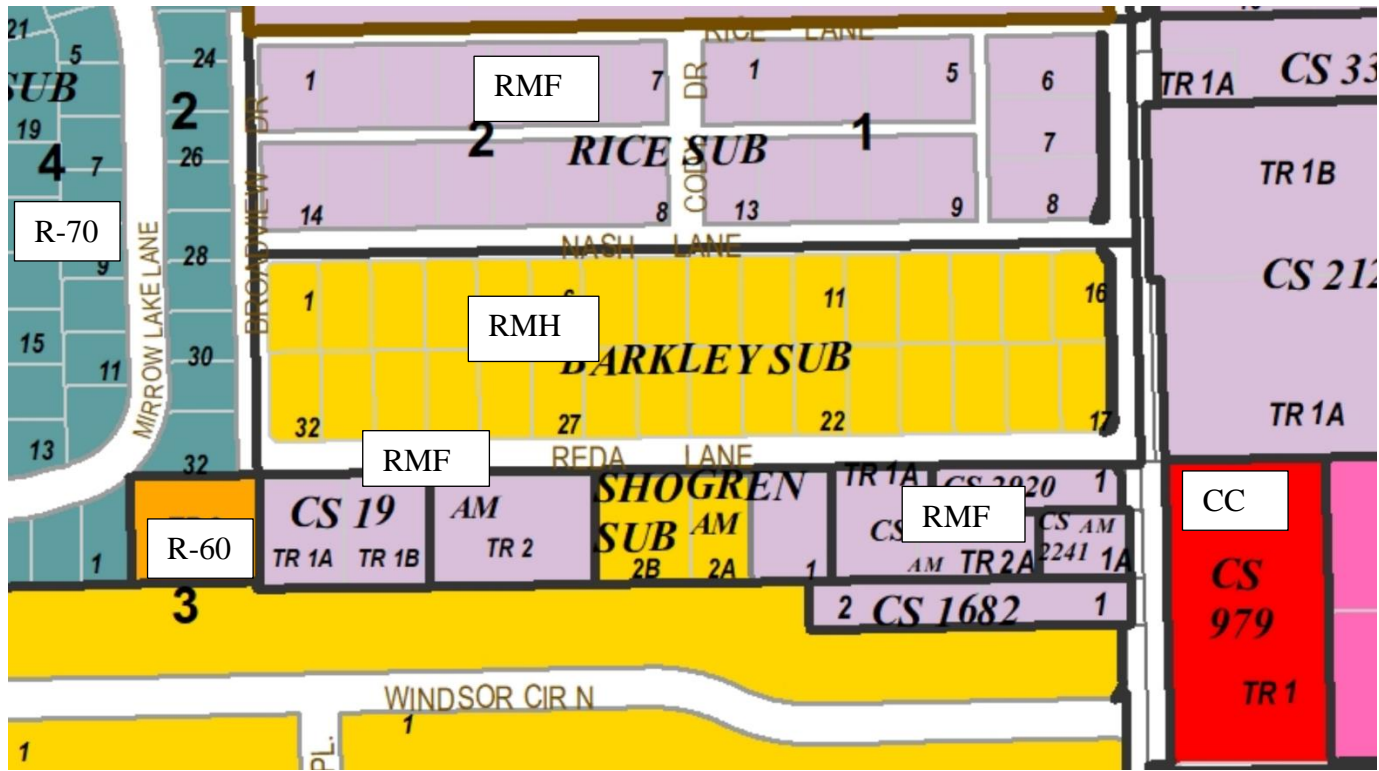 RICE LANE
21
5
24
SUB
2
19
4
7
26
R-70
9
28
15
11
30
13
32
1
MIRROW LAKE LANE
BROADVIEW DR
1
RMF
7
2
RICE SUB
14
8
CODY DR
1
5
6
1
7
13
9
8
TR 1A
CS 33
TR 1B
CS 212
TR 1A
NASH LANE
1
11
16
RMH
BARKLEY SUB
32
27
22
17
RMF
REDA LANE
R-60
CS 19
TR 1A
TR 1B
AM
TR 2
SHOGREN
SUB
AM
2B
2A
1
TR 1A
CS 2920
1
RMF
CS
AM
TR 2A
CS
AM
2241
1A
3
2
CS 1682
1
CC
CS
979
TR 1
WINDSOR CIR N
1
1
PL.